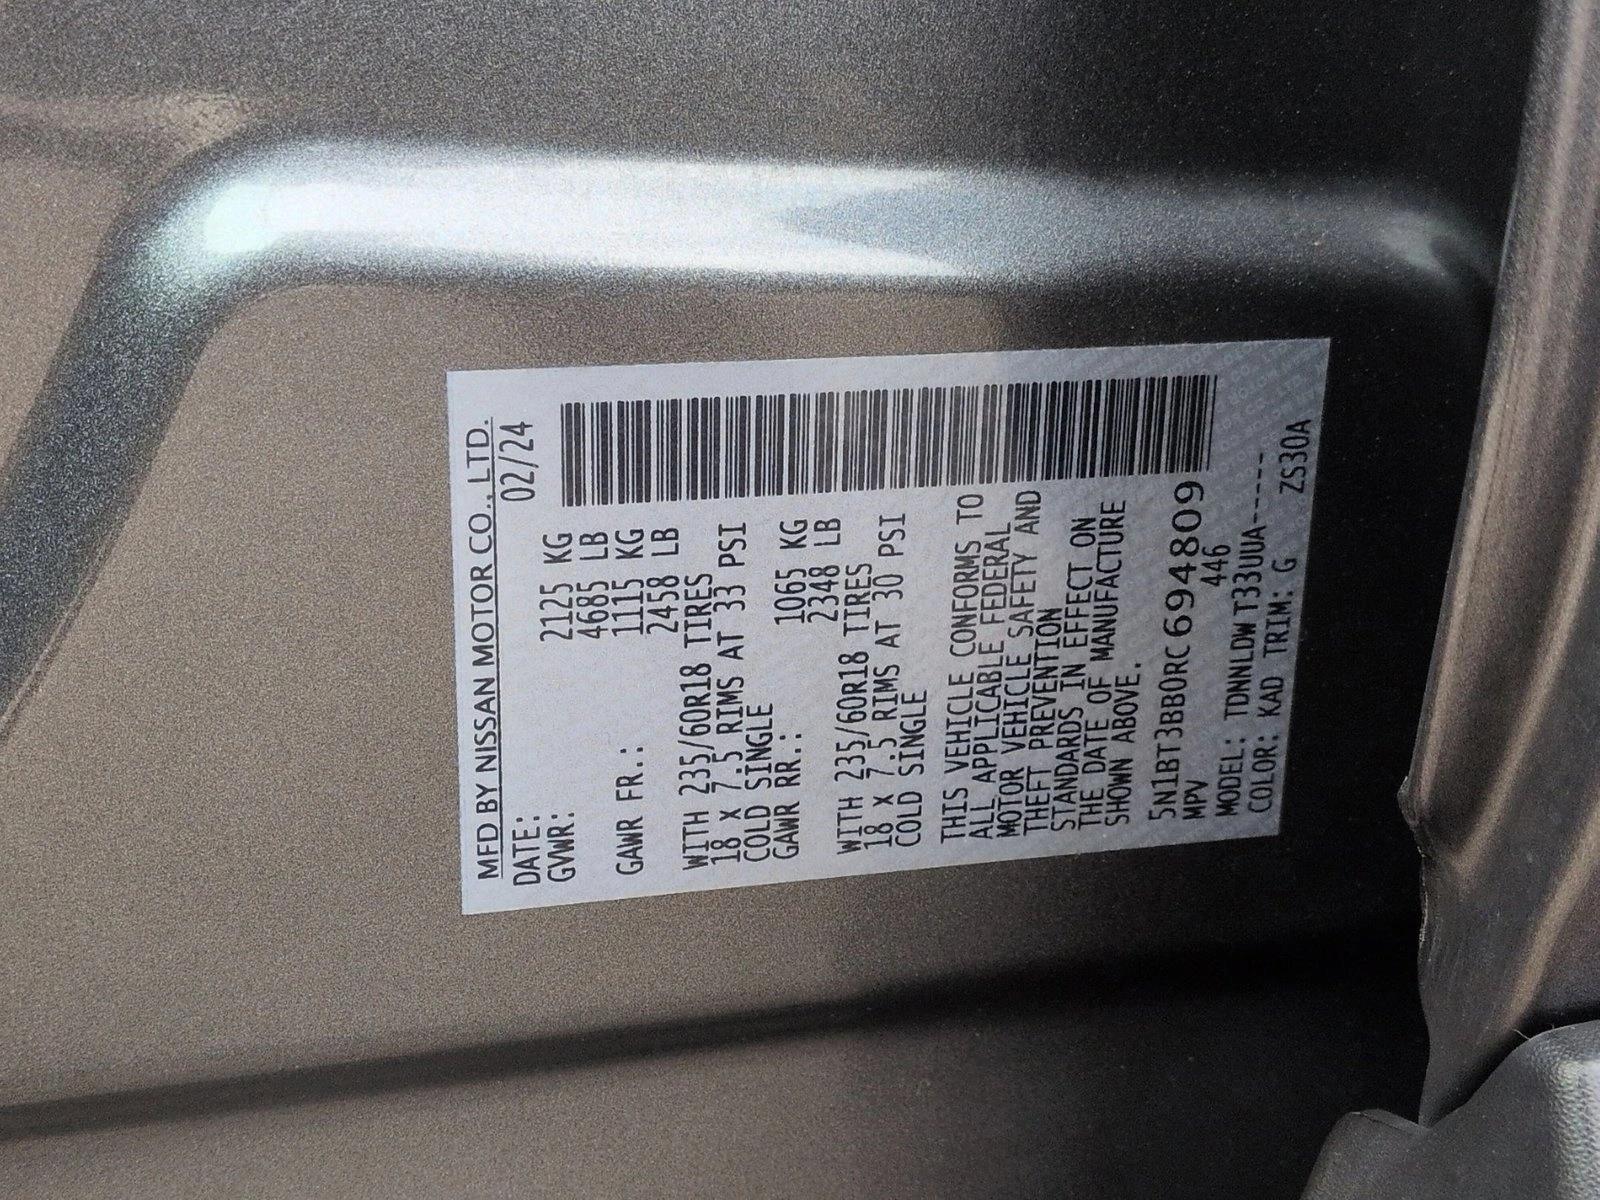 MFD BY NISSAN MOTOR CO., LTD.
DATE: 02/24
GVWR: 2125 KG
4685 LB
GAWR FR.: 1115 KG
2458 LB
WITH 235/60R18 TIRES
18 x 7.5 RIMS AT 33 PSI
COLD SINGLE
GAWR RR.: 1065 KG
2348 LB
WITH 235/60R18 TIRES
18 x 7.5 RIMS AT 30 PSI
COLD SINGLE
THIS VEHICLE CONFORMS TO
ALL APPLICABLE FEDERAL
MOTOR VEHICLE SAFETY AND
THEFT PREVENTION
STANDARDS IN EFFECT ON
THE DATE OF MANUFACTURE
SHOWN ABOVE.
5N1BT3BB0RC694809
MPV 446
MODEL: TDNNLDW T33UUA-----
COLOR: KAD TRIM: G ZS30A